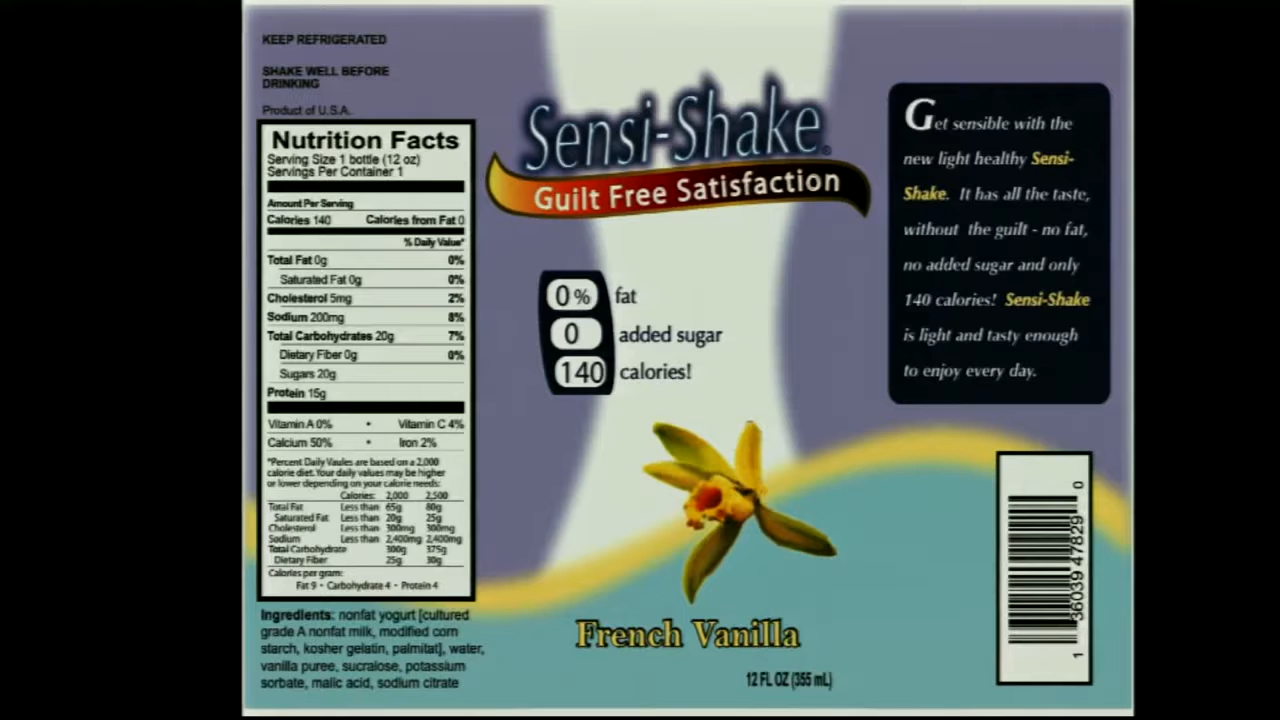 KEEP REFRIGERATED
SHAKE WELL BEFORE
DRINKING
Product of U.S.A.
Nutrition Facts
Serving Size 1 bottle (12 oz)
Servings Per Container 1
Amount Per Serving
Calories 140 Calories from Fat 0
% Daily Value*
Total Fat 0g 0%
Saturated Fat 0g 0%
Cholesterol 5mg 2%
Sodium 200mg 8%
Total Carbohydrates 20g 7%
Dietary Fiber 0g 0%
Sugars 20g
Protein 15g
Vitamin A 0% • Vitamin C 4%
Calcium 50% • Iron 2%
*Percent Daily Vaules are based on a 2,000
calorie diet. Your daily values may be higher
or lower depending on your calorie needs:
Calories: 2,000 2,500
Total Fat Less than 65g 80g
Saturated Fat Less than 20g 25g
Cholesterol Less than 300mg 300mg
Sodium Less than 2,400mg 2,400mg
Total Carbohydrate 300g 375g
Dietary Fiber 25g 30g
Calories per gram:
Fat 9 • Carbohydrate 4 • Protein 4
Ingredients: nonfat yogurt [cultured
grade A nonfat milk, modified corn
starch, kosher gelatin, palmitat], water,
vanilla puree, sucralose, potassium
sorbate, malic acid, sodium citrate
Sensi-Shake®
Guilt Free Satisfaction
0% fat
0 added sugar
140 calories!
French Vanilla
12 FL OZ (355 mL)
Get sensible with the
new light healthy Sensi-
Shake. It has all the taste,
without the guilt - no fat,
no added sugar and only
140 calories! Sensi-Shake
is light and tasty enough
to enjoy every day.
1 36039 47829 0